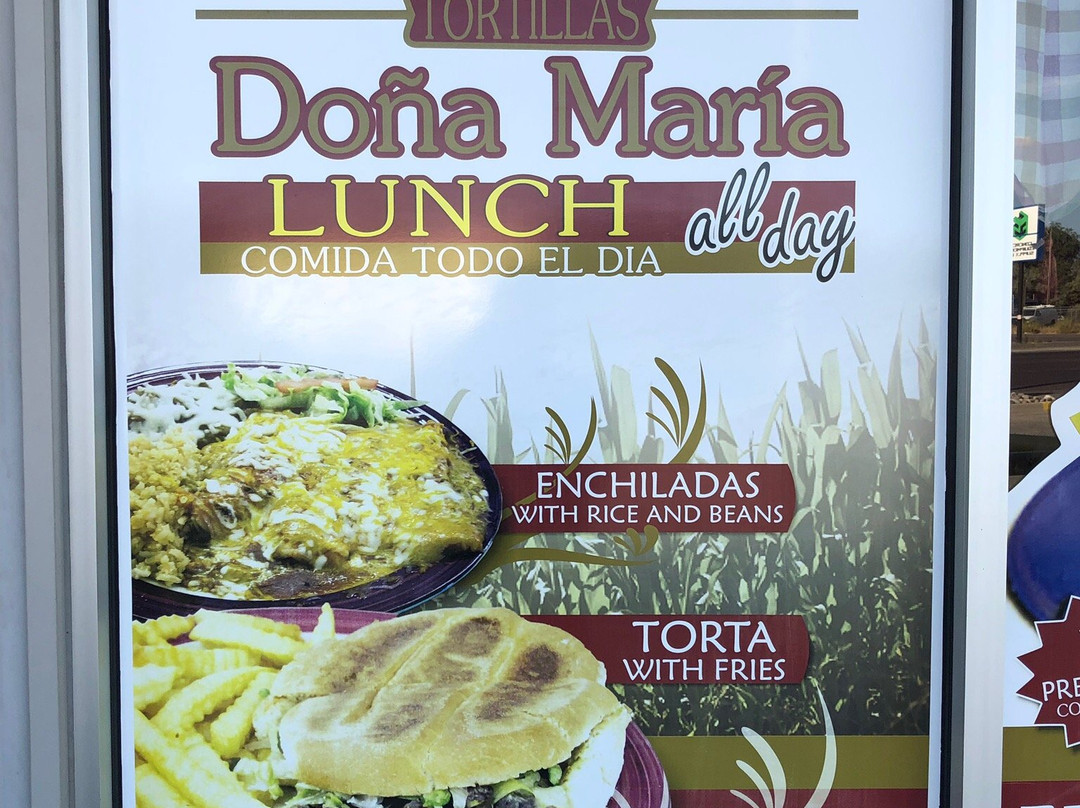 TORTILLAS
Doña María
LUNCH all day
COMIDA TODO EL DIA
ENCHILADAS
WITH RICE AND BEANS
TORTA
WITH FRIES